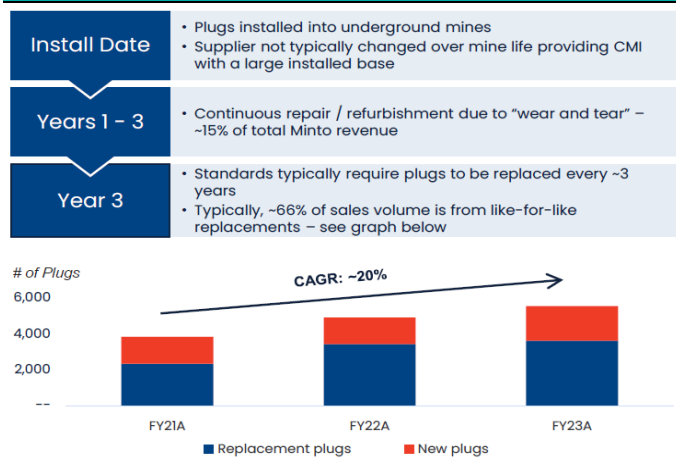 Install Date
• Plugs installed into underground mines
• Supplier not typically changed over mine life providing CMI
with a large installed base
Years 1 – 3
• Continuous repair / refurbishment due to “wear and tear” –
~15% of total Minto revenue
Year 3
• Standards typically require plugs to be replaced every ~3
years
• Typically, ~66% of sales volume is from like-for-like
replacements – see graph below
# of Plugs
CAGR: ~20%
6,000
4,000
2,000
--
FY21A FY22A FY23A
Replacement plugs New plugs